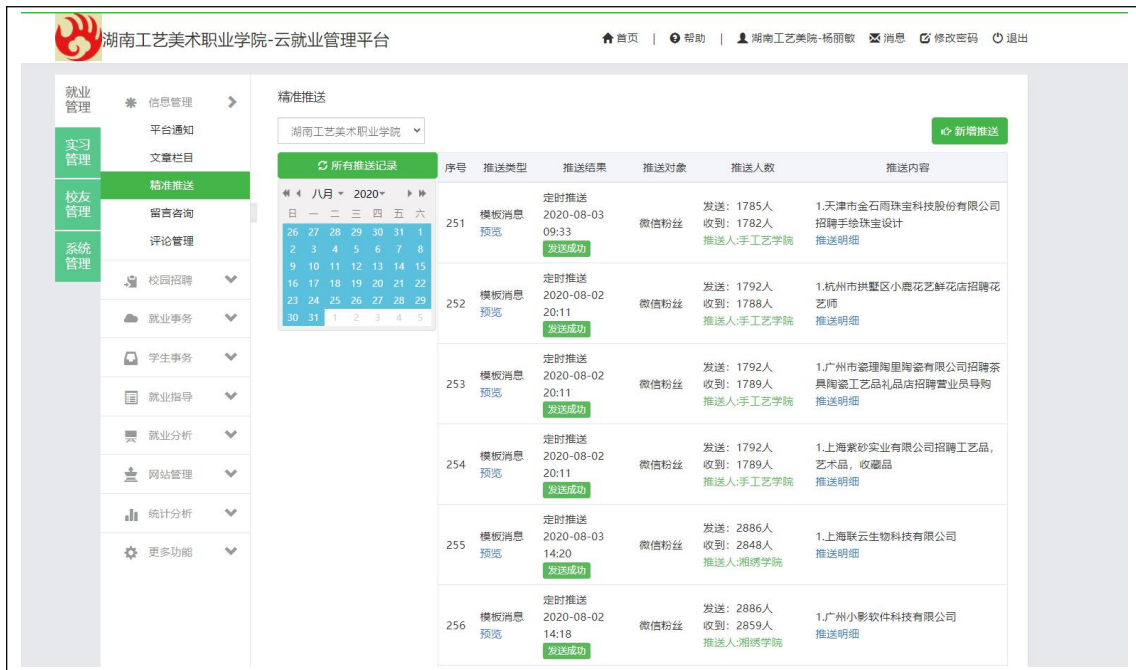 湖南工艺美术职业学院-云就业管理平台
首页 | 帮助 | 湖南工艺美院-杨丽敏 消息 修改密码 退出
就业
管理
实习
管理
校友
管理
系统
管理
信息管理
平台通知
文章栏目
精准推送
留言咨询
评论管理
校园招聘
就业事务
学生事务
就业指导
就业分析
网站管理
统计分析
更多功能
精准推送
湖南工艺美术职业学院
新增推送
所有推送记录
八月 2020
日 一 二 三 四 五 六
26 27 28 29 30 31 1
2 3 4 5 6 7 8
9 10 11 12 13 14 15
16 17 18 19 20 21 22
23 24 25 26 27 28 29
30 31 1 2 3 4 5
序号 推送类型 推送结果 推送对象 推送人数 推送内容
251
模板消息
预览
定时推送
2020-08-03
09:33
发送成功
微信粉丝
发送：1785人
收到：1782人
推送人:手工艺学院
1.天津市金石雨珠宝科技股份有限公司
招聘手绘珠宝设计
推送明细
252
模板消息
预览
定时推送
2020-08-02
20:11
发送成功
微信粉丝
发送：1792人
收到：1788人
推送人:手工艺学院
1.杭州市拱墅区小鹿花艺鲜花店招聘花
艺师
推送明细
253
模板消息
预览
定时推送
2020-08-02
20:11
发送成功
微信粉丝
发送：1792人
收到：1789人
推送人:手工艺学院
1.广州市瓷理陶里陶瓷有限公司招聘茶
具陶瓷工艺品礼品店招聘营业员导购
推送明细
254
模板消息
预览
定时推送
2020-08-02
20:11
发送成功
微信粉丝
发送：1792人
收到：1789人
推送人:手工艺学院
1.上海紫砂实业有限公司招聘工艺品，
艺术品，收藏品
推送明细
255
模板消息
预览
定时推送
2020-08-03
14:20
发送成功
微信粉丝
发送：2886人
收到：2848人
推送人:湘绣学院
1.上海联云生物科技有限公司
推送明细
256
模板消息
预览
定时推送
2020-08-02
14:18
发送成功
微信粉丝
发送：2886人
收到：2859人
推送人:湘绣学院
1.广州小影软件科技有限公司
推送明细